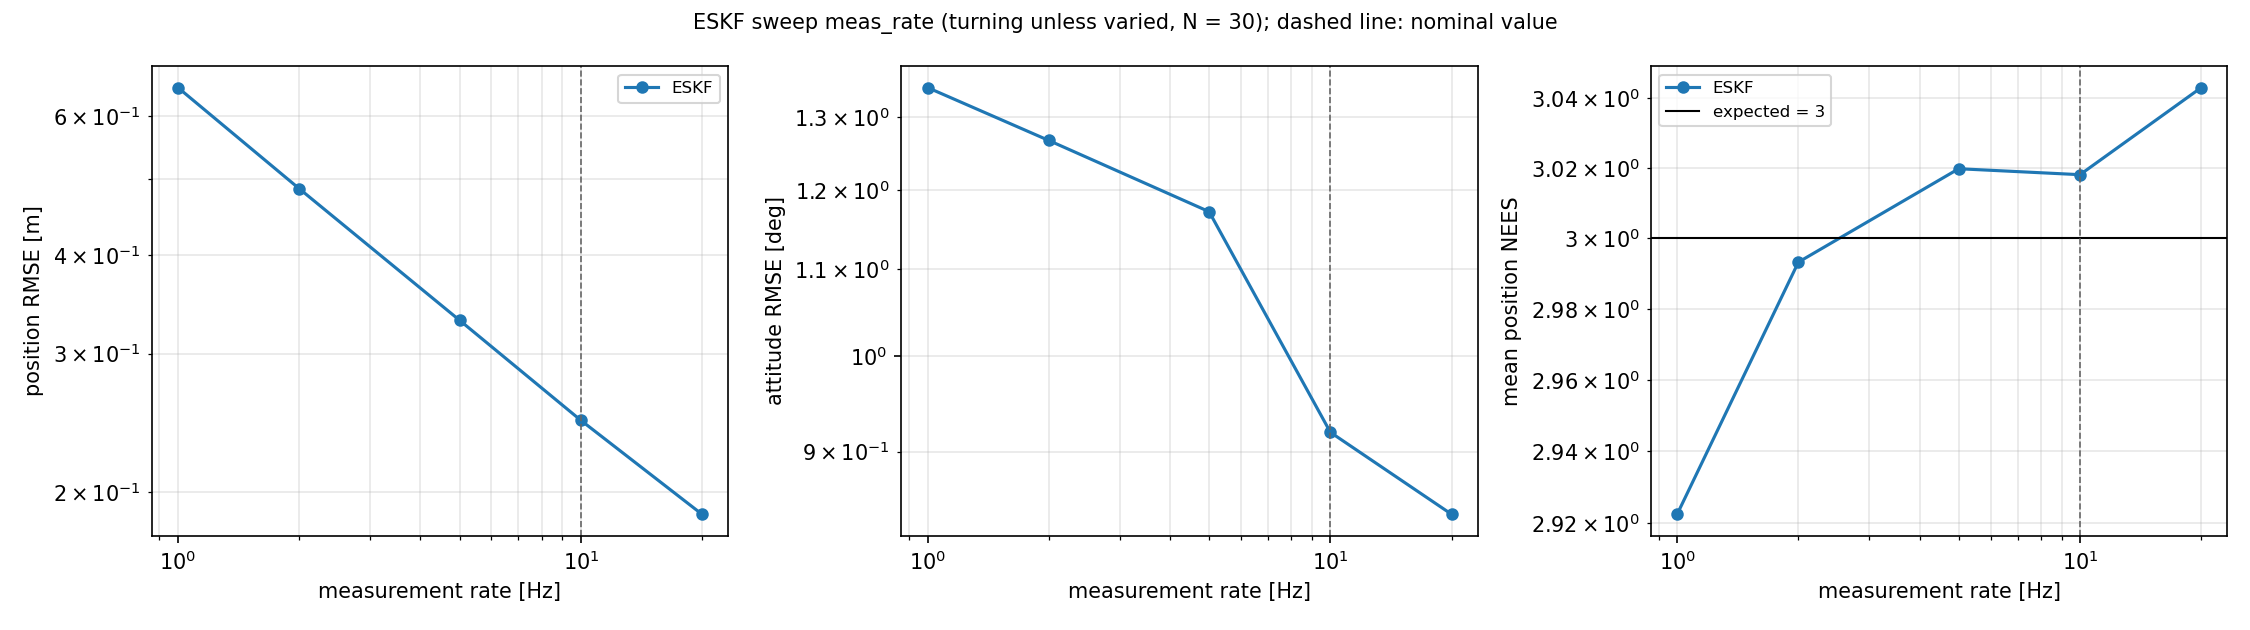 ESKF sweep meas_rate (turning unless varied, N = 30); dashed line: nominal value
position RMSE [m]
6 × 10⁻¹
4 × 10⁻¹
3 × 10⁻¹
2 × 10⁻¹
ESKF
10⁰
10¹
measurement rate [Hz]
attitude RMSE [deg]
1.3 × 10⁰
1.2 × 10⁰
1.1 × 10⁰
10⁰
9 × 10⁻¹
10⁰
10¹
measurement rate [Hz]
mean position NEES
3.04 × 10⁰
3.02 × 10⁰
3 × 10⁰
2.98 × 10⁰
2.96 × 10⁰
2.94 × 10⁰
2.92 × 10⁰
ESKF
expected = 3
10⁰
10¹
measurement rate [Hz]